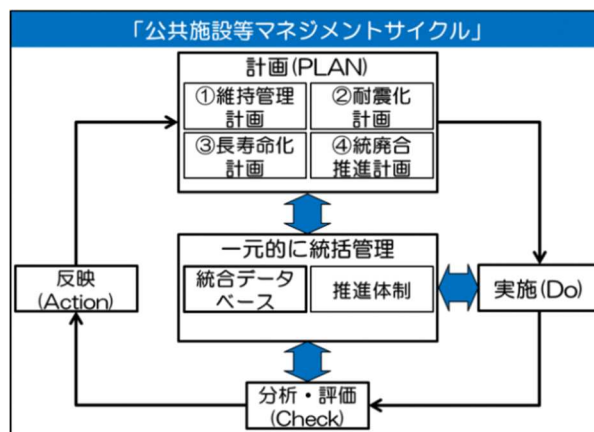 「公共施設等マネジメントサイクル」
計画(PLAN)
①維持管理
計画
②耐震化
計画
③長寿命化
計画
④統廃合
推進計画
一元的に統括管理
統合データ
ベース
推進体制
反映
(Action)
実施(Do)
分析・評価
(Check)